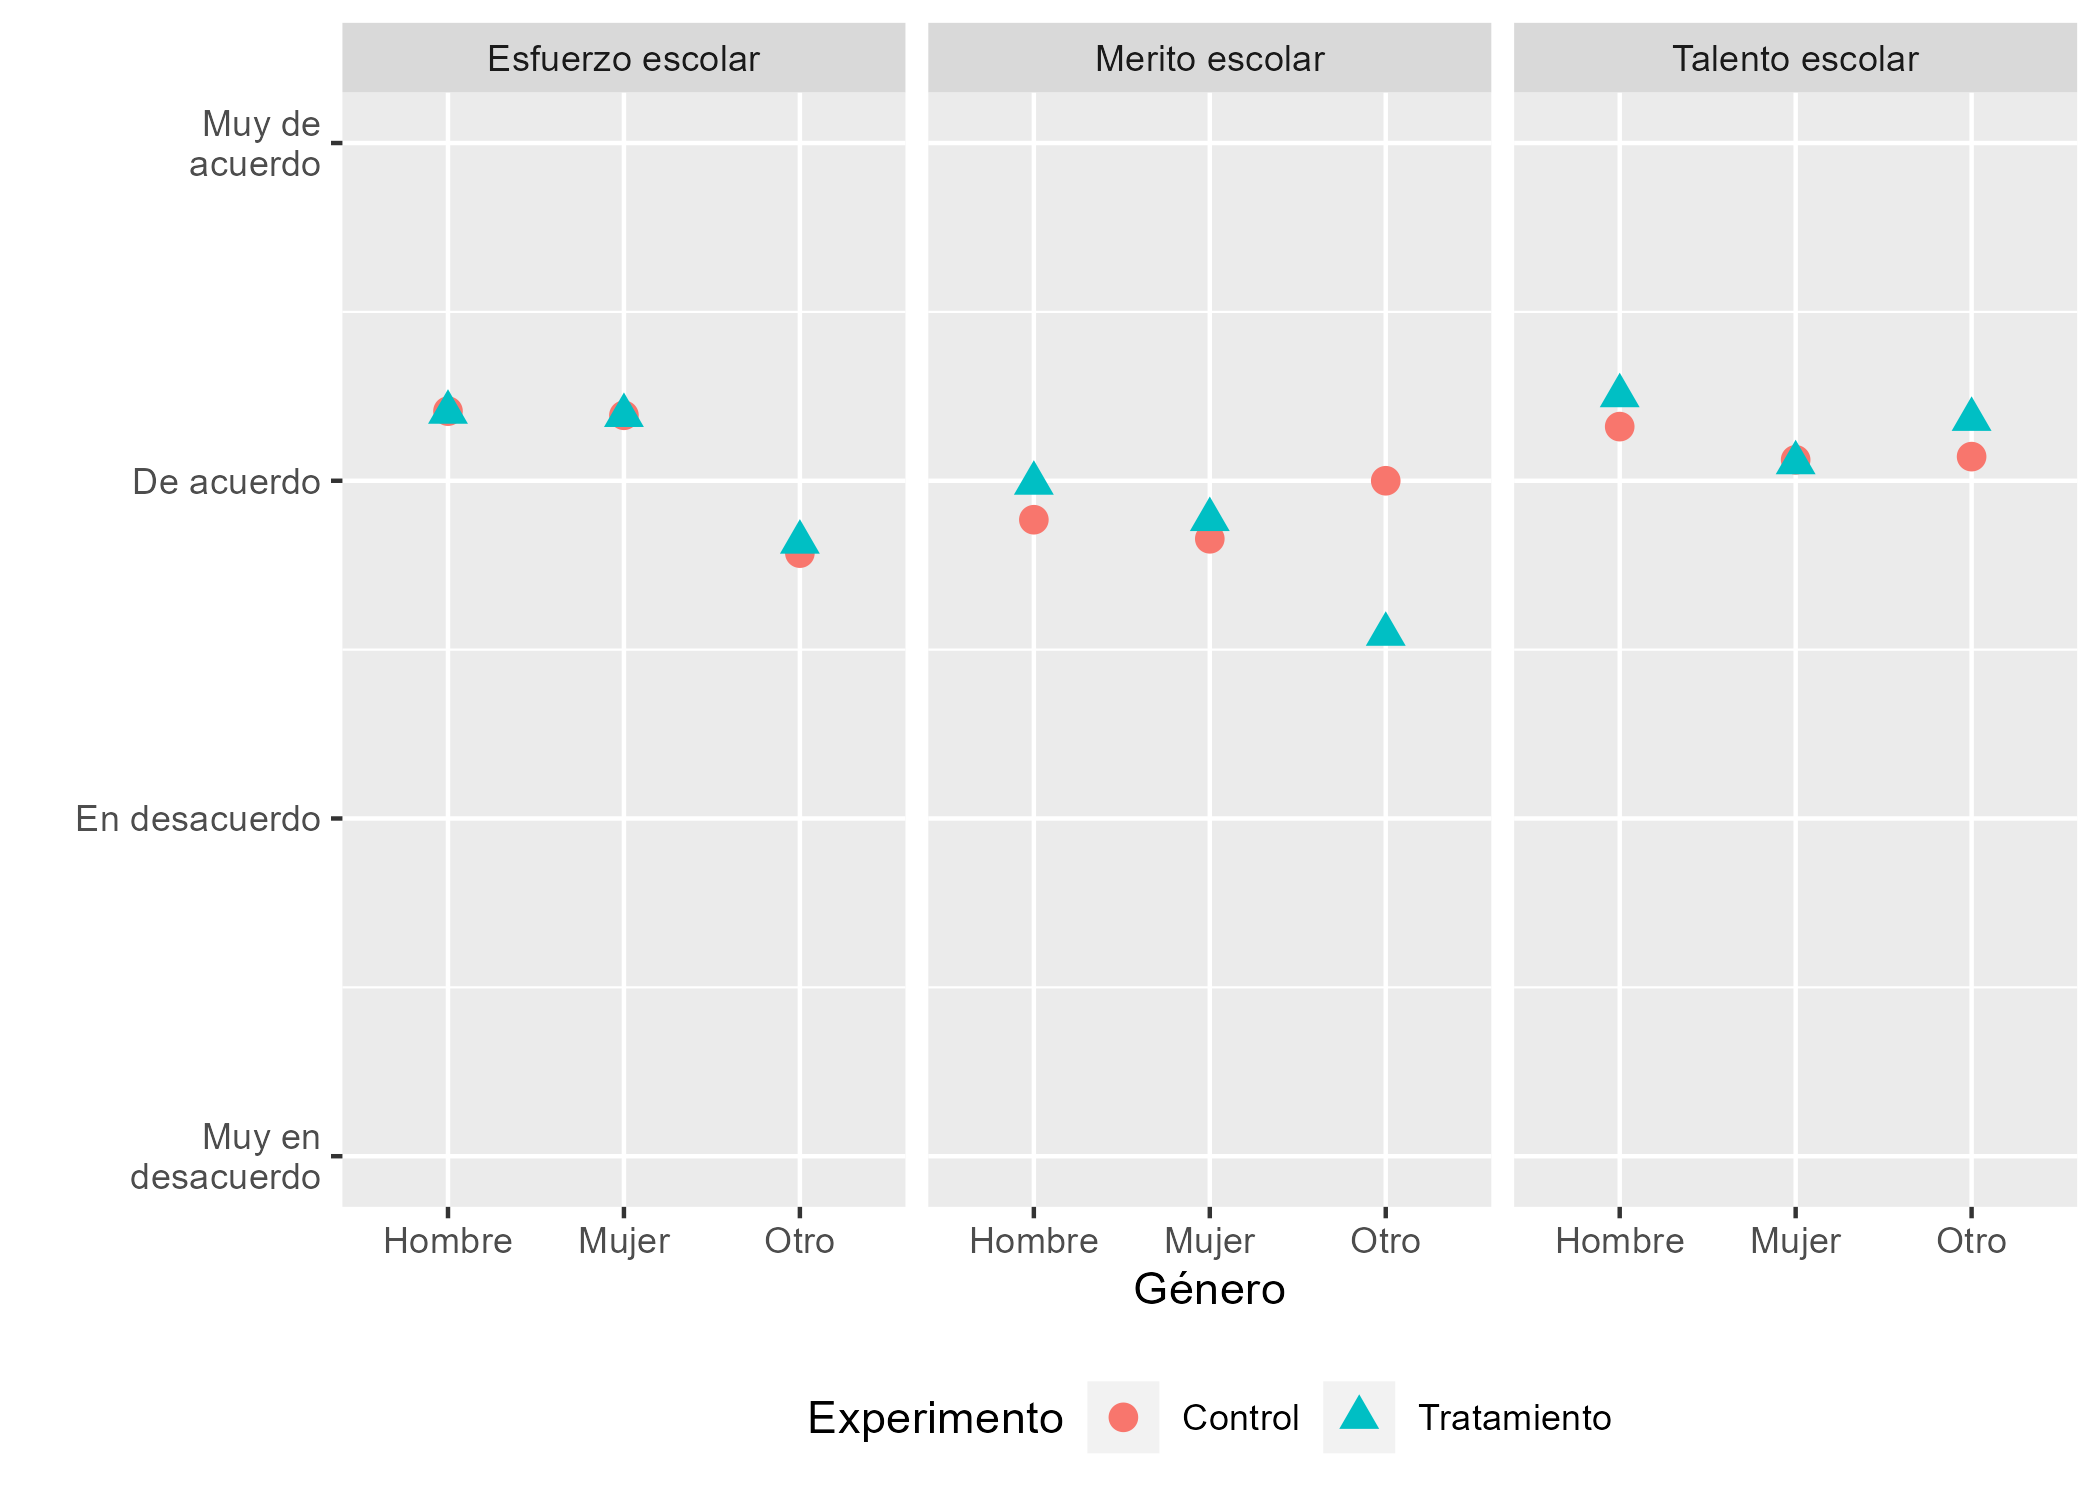 Esfuerzo escolar
Merito escolar
Talento escolar
Muy de
acuerdo
De acuerdo
En desacuerdo
Muy en
desacuerdo
Hombre
Mujer
Otro
Hombre
Mujer
Otro
Hombre
Mujer
Otro
Género
Experimento
Control
Tratamiento